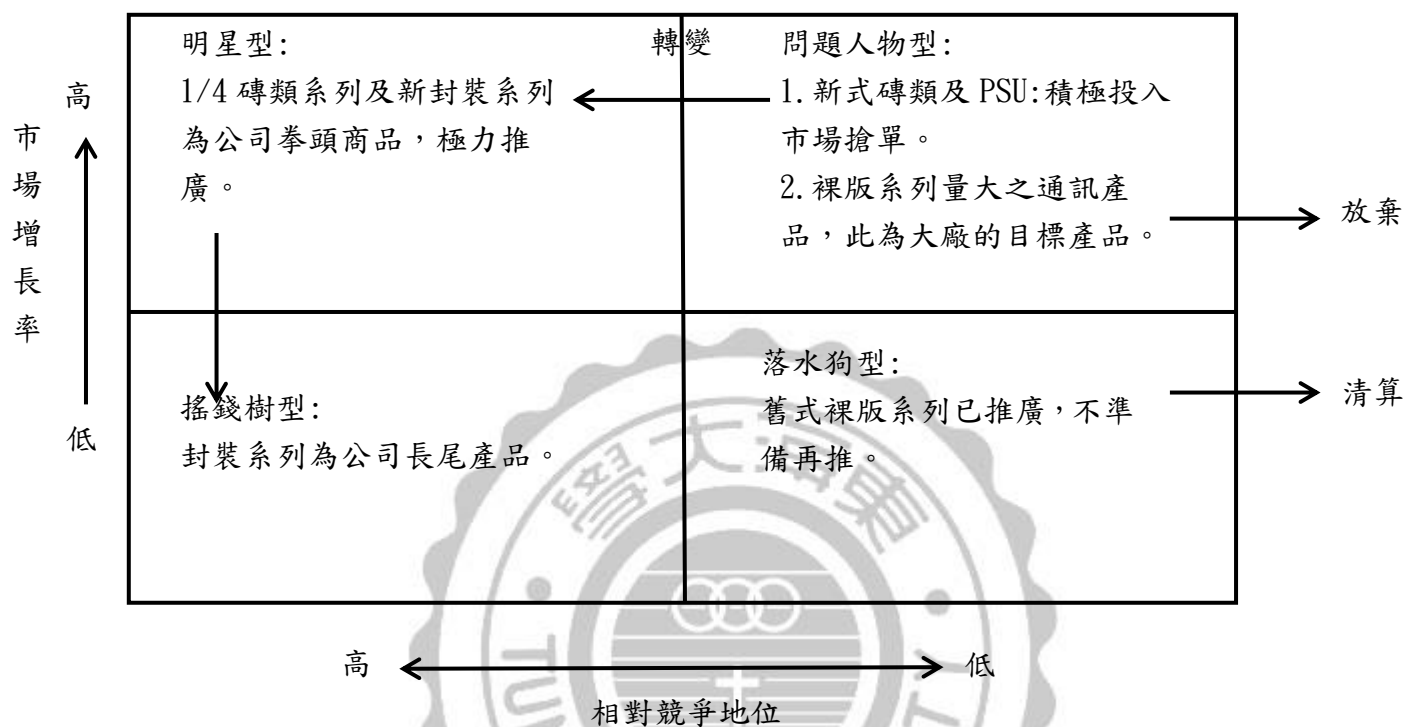 明星型:
1/4 磚類系列及新封裝系列
為公司拳頭商品，極力推
廣。
轉變
問題人物型:
1.新式磚類及 PSU:積極投入
市場搶單。
2.裸版系列量大之通訊產
品，此為大廠的目標產品。
放棄
高
市場增長率
低
搖錢樹型:
封裝系列為公司長尾產品。
落水狗型:
舊式裸版系列已推廣，不準
備再推。
清算
高
低
相對競爭地位
學大海東
TUN